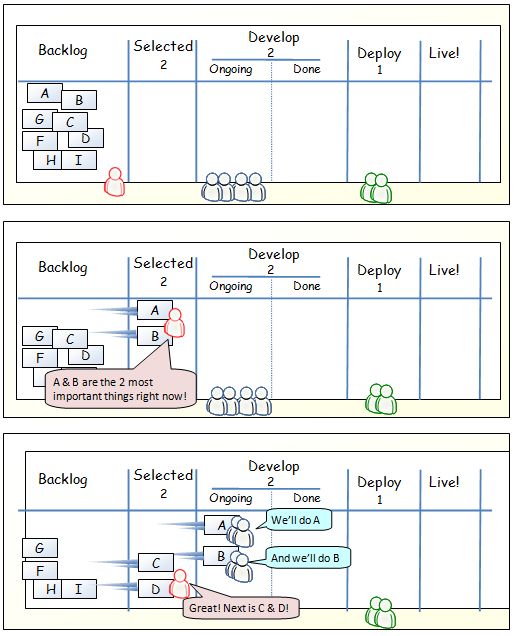 Backlog
Selected
2
Develop
2
Ongoing
Done
Deploy
1
Live!
A
B
G
C
F
D
H
I
Backlog
Selected
2
Develop
2
Ongoing
Done
Deploy
1
Live!
A
B
G
C
F
D
A & B are the 2 most
important things right now!
Backlog
Selected
2
Develop
2
Ongoing
Done
Deploy
1
Live!
A
We'll do A
G
B
And we'll do B
F
C
H
I
D
Great! Next is C & D!